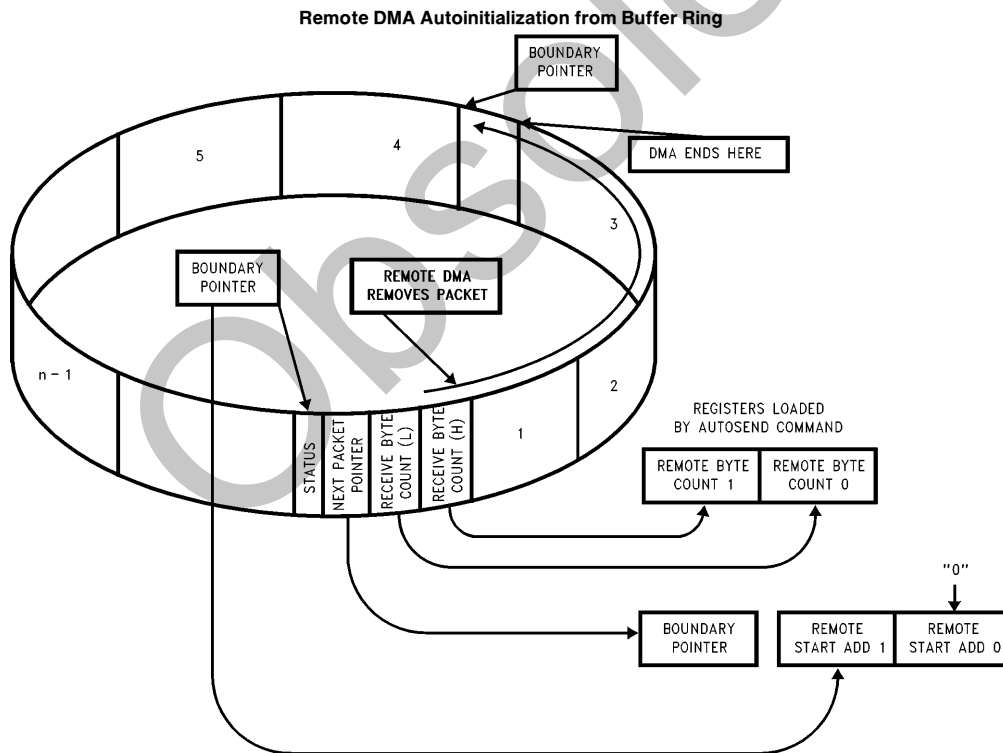 Remote DMA Autoinitialization from Buffer Ring
BOUNDARY
POINTER
DMA ENDS HERE
5
4
3
BOUNDARY
POINTER
REMOTE DMA
REMOVES PACKET
n – 1
2
1
STATUS
NEXT PACKET
POINTER
RECEIVE BYTE
COUNT (L)
RECEIVE BYTE
COUNT (H)
REGISTERS LOADED
BY AUTOSEND COMMAND
REMOTE BYTE
COUNT 1
REMOTE BYTE
COUNT 0
"0"
BOUNDARY
POINTER
REMOTE
START ADD 1
REMOTE
START ADD 0
Obsol